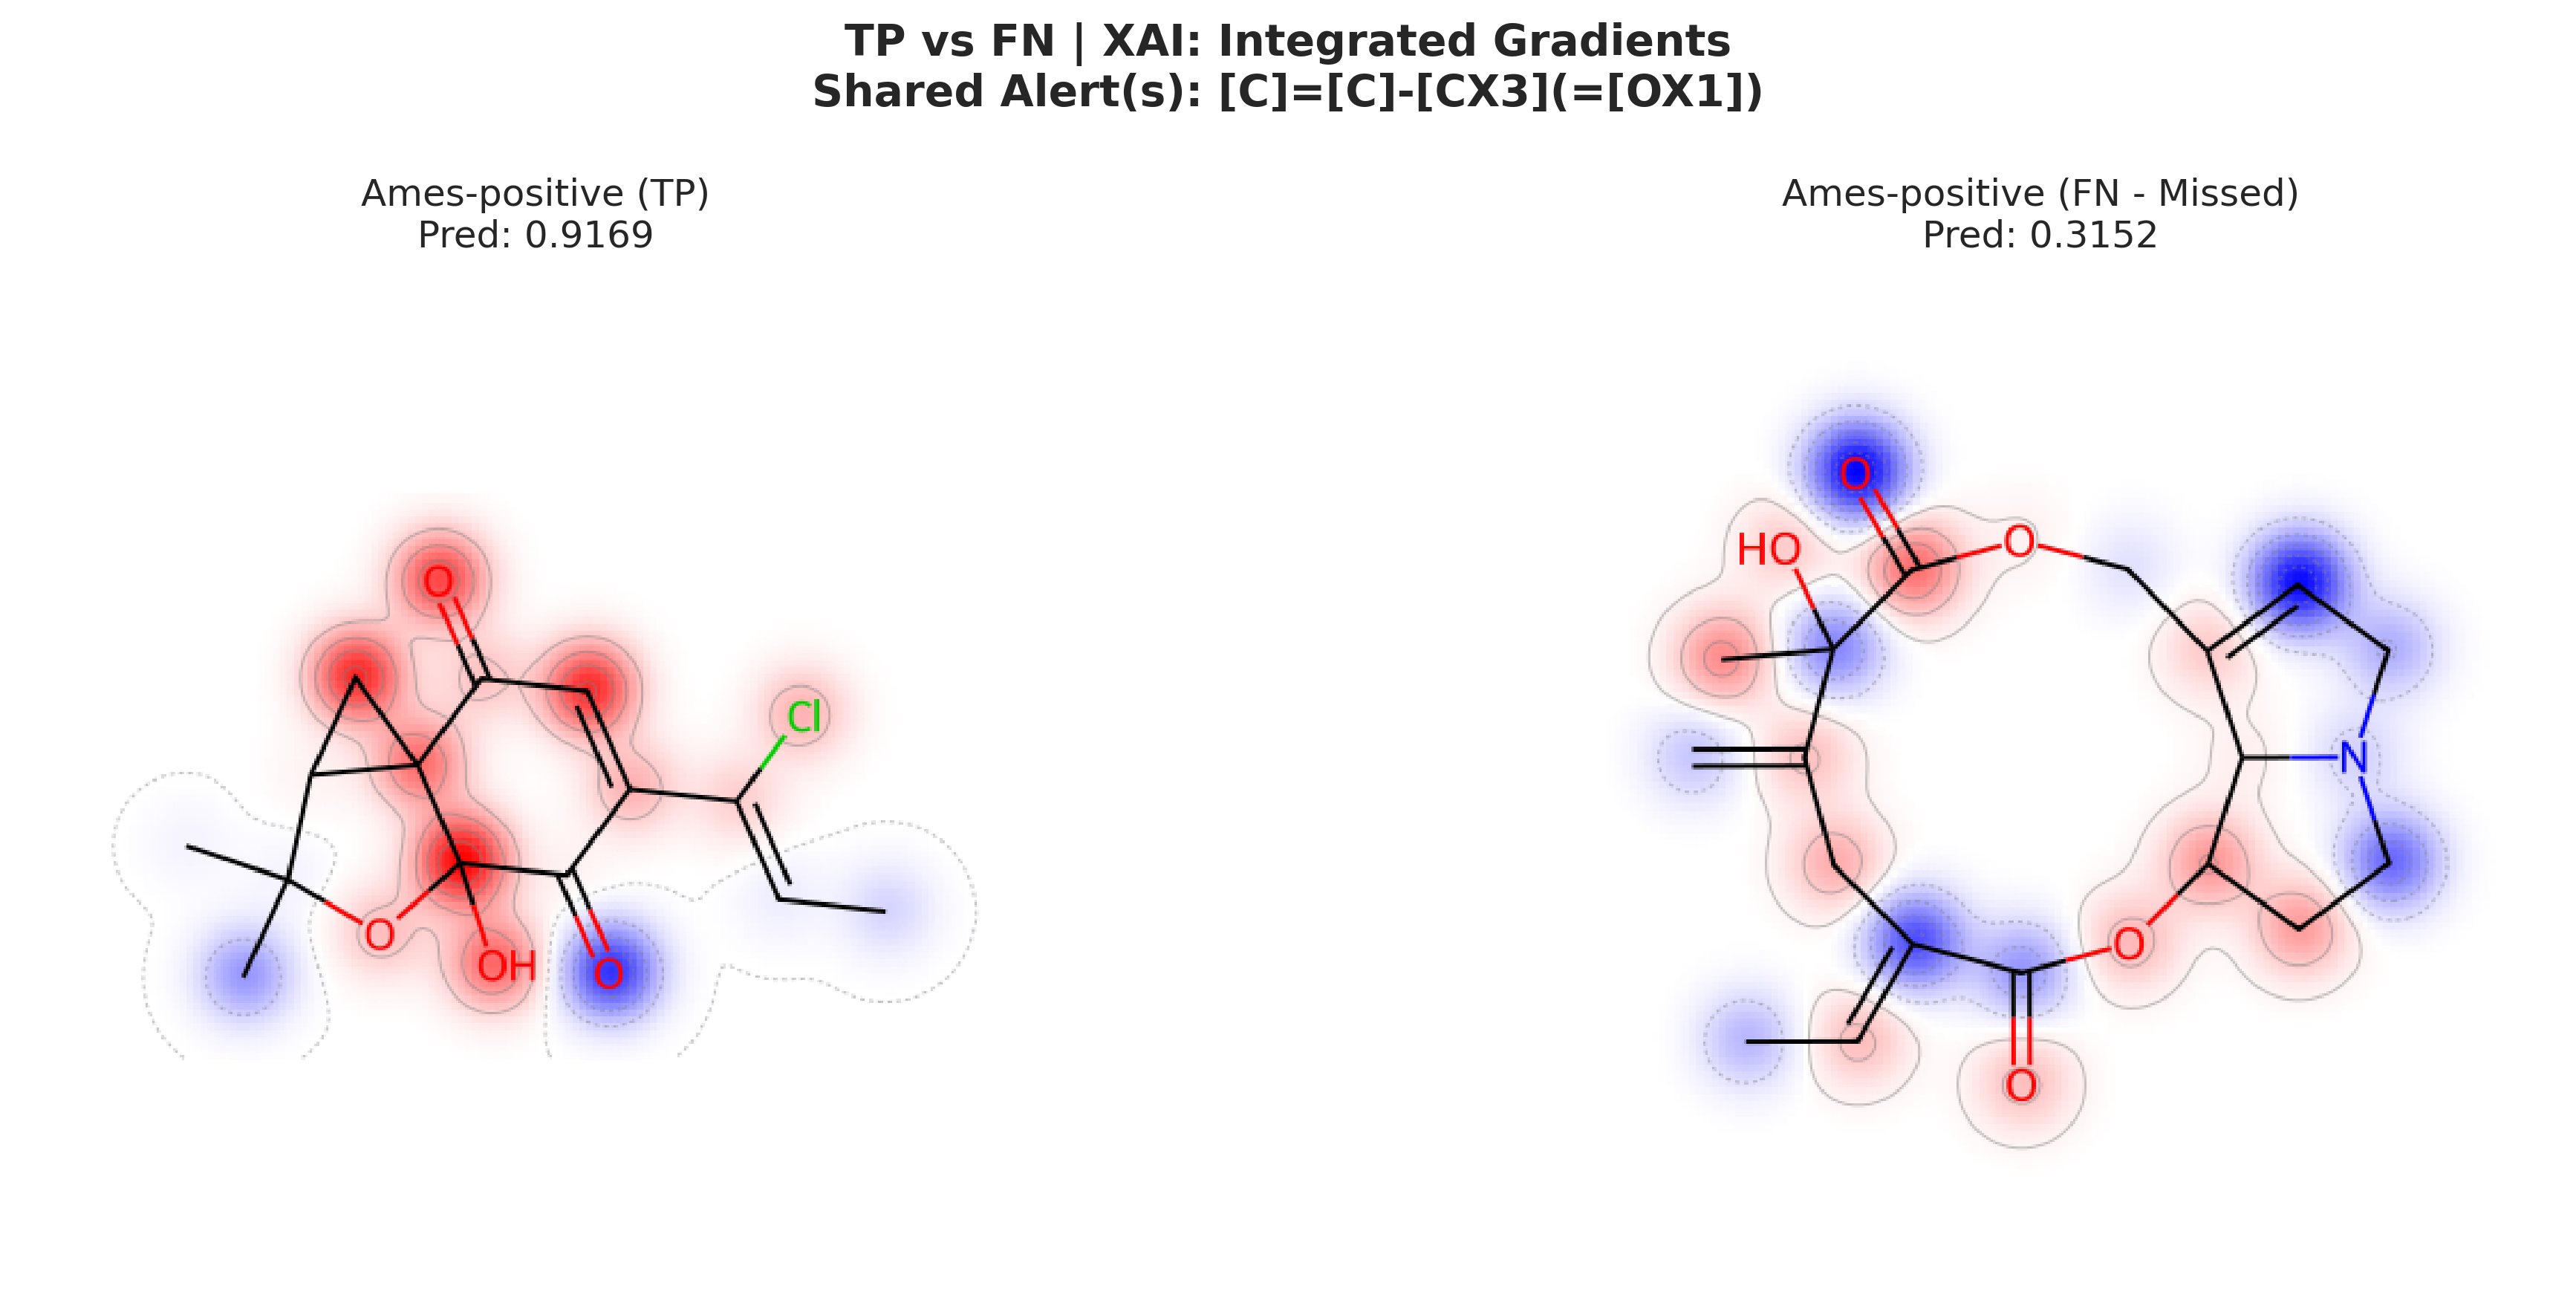 TP vs FN | XAI: Integrated Gradients
Shared Alert(s): [C]=[C]-[CX3](=[OX1])
Ames-positive (TP)
Pred: 0.9169
Ames-positive (FN - Missed)
Pred: 0.3152
O
Cl
O
OH
O
O
HO
O
N
O
O